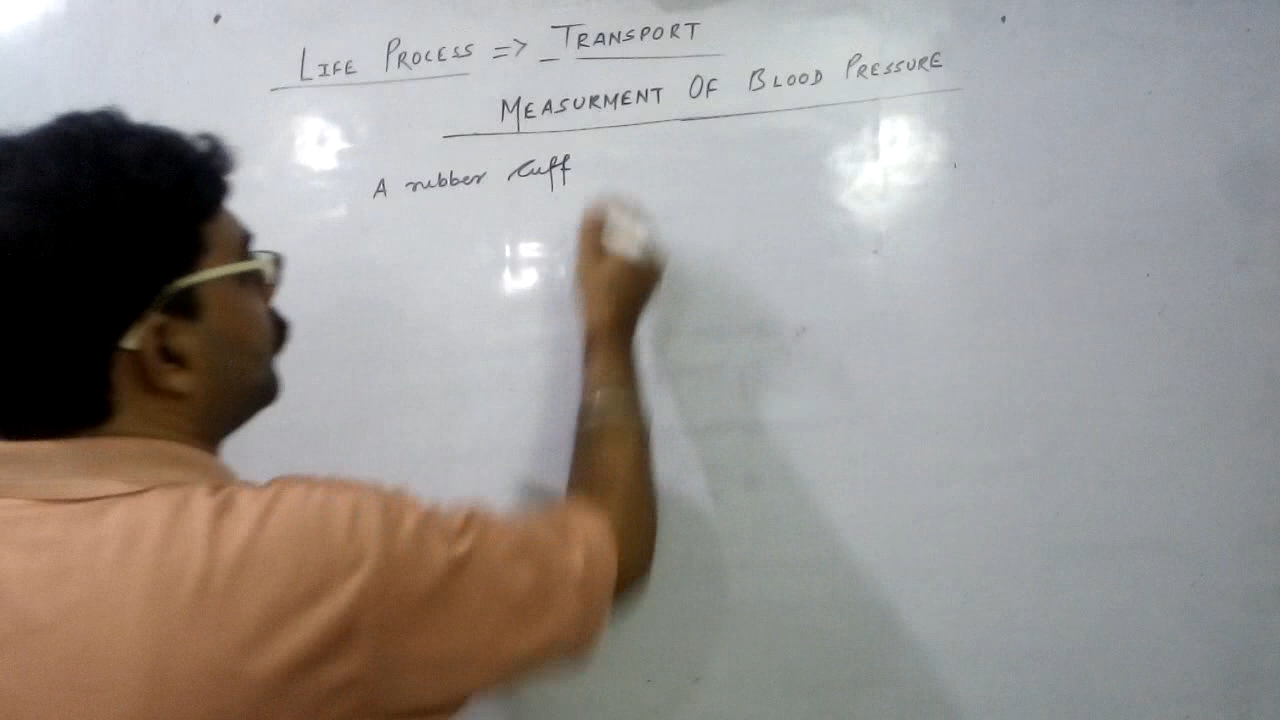 LIFE PROCESS => TRANSPORT
MEASURMENT OF BLOOD PRESSURE
A rubber cuff